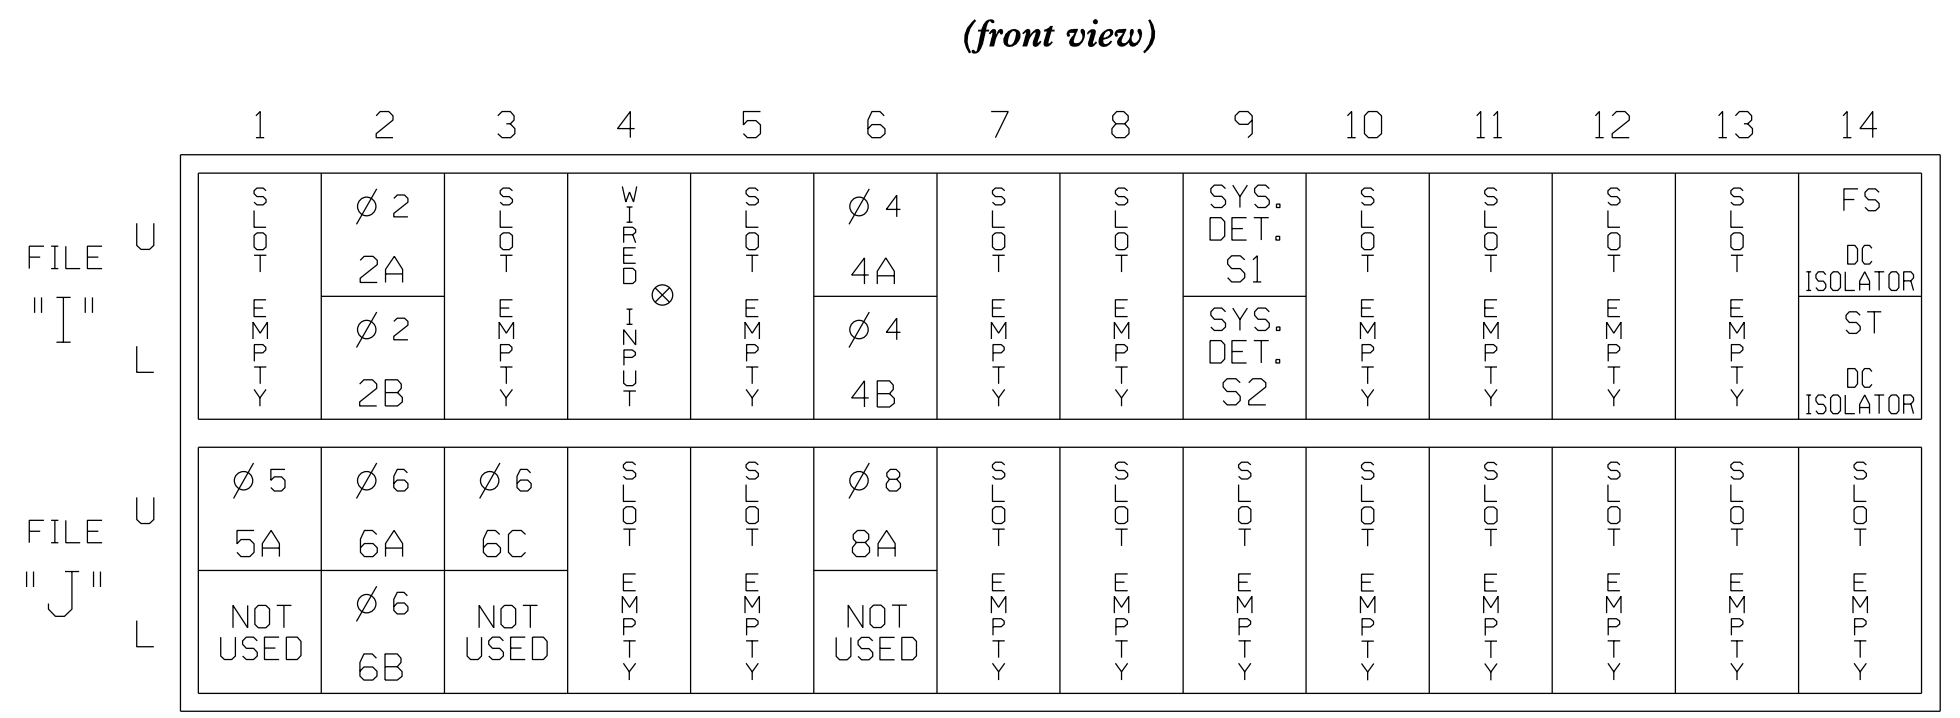 (front view)
1 2 3 4 5 6 7 8 9 10 11 12 13 14
FILE
"I"
U
L
SLOT EMPTY
Ø 2
2A
Ø 2
2B
SLOT EMPTY
WIRED INPUT
⊗
SLOT EMPTY
Ø 4
4A
Ø 4
4B
SLOT EMPTY
SLOT EMPTY
SYS.
DET.
S1
SYS.
DET.
S2
SLOT EMPTY
SLOT EMPTY
SLOT EMPTY
SLOT EMPTY
FS
DC
ISOLATOR
ST
DC
ISOLATOR
FILE
"J"
U
L
Ø 5
5A
NOT
USED
Ø 6
6A
Ø 6
6B
Ø 6
6C
NOT
USED
SLOT EMPTY
SLOT EMPTY
Ø 8
8A
NOT
USED
SLOT EMPTY
SLOT EMPTY
SLOT EMPTY
SLOT EMPTY
SLOT EMPTY
SLOT EMPTY
SLOT EMPTY
SLOT EMPTY